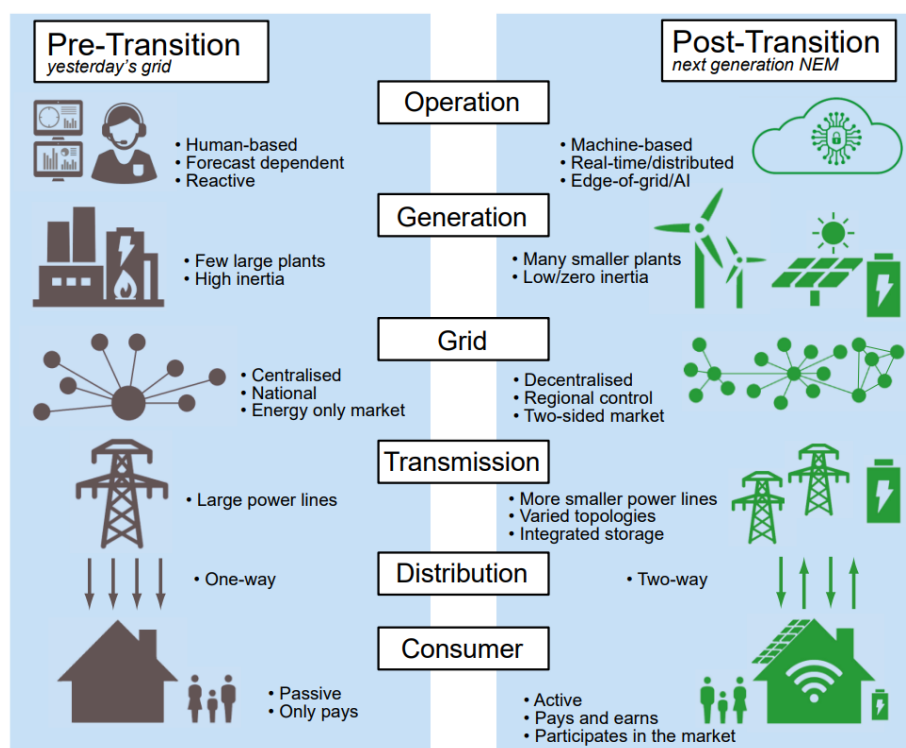 Pre-Transition
yesterday's grid
Post-Transition
next generation NEM
Operation
• Human-based
• Forecast dependent
• Reactive
• Machine-based
• Real-time/distributed
• Edge-of-grid/AI
Generation
• Few large plants
• High inertia
• Many smaller plants
• Low/zero inertia
Grid
• Centralised
• National
• Energy only market
• Decentralised
• Regional control
• Two-sided market
Transmission
• Large power lines
• More smaller power lines
• Varied topologies
• Integrated storage
Distribution
• One-way
• Two-way
Consumer
• Passive
• Only pays
• Active
• Pays and earns
• Participates in the market